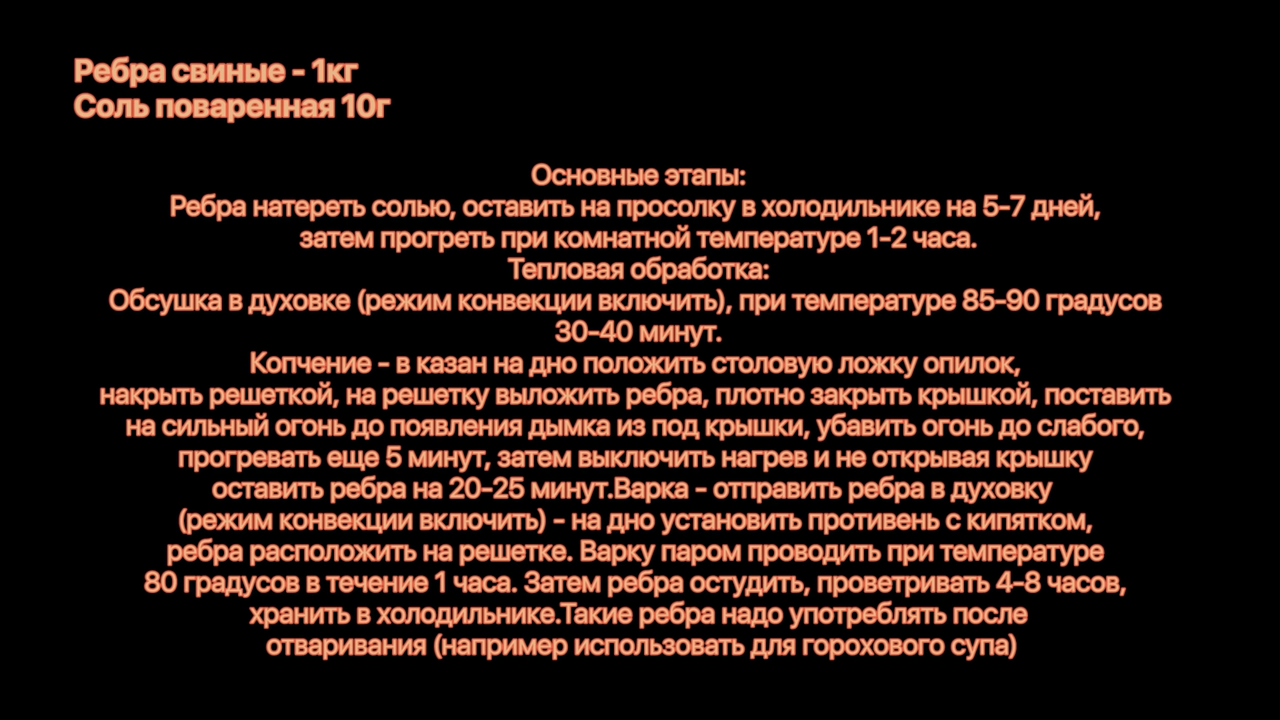 Ребра свиные - 1кг
Соль поваренная 10г
Основные этапы:
Ребра натереть солью, оставить на просолку в холодильнике на 5-7 дней,
затем прогреть при комнатной температуре 1-2 часа.
Тепловая обработка:
Обсушка в духовке (режим конвекции включить), при температуре 85-90 градусов
30-40 минут.
Копчение - в казан на дно положить столовую ложку опилок,
накрыть решеткой, на решетку выложить ребра, плотно закрыть крышкой, поставить
на сильный огонь до появления дымка из под крышки, убавить огонь до слабого,
прогревать еще 5 минут, затем выключить нагрев и не открывая крышку
оставить ребра на 20-25 минут.Варка - отправить ребра в духовку
(режим конвекции включить) - на дно установить противень с кипятком,
ребра расположить на решетке. Варку паром проводить при температуре
80 градусов в течение 1 часа. Затем ребра остудить, проветривать 4-8 часов,
хранить в холодильнике.Такие ребра надо употреблять после
отваривания (например использовать для горохового супа)